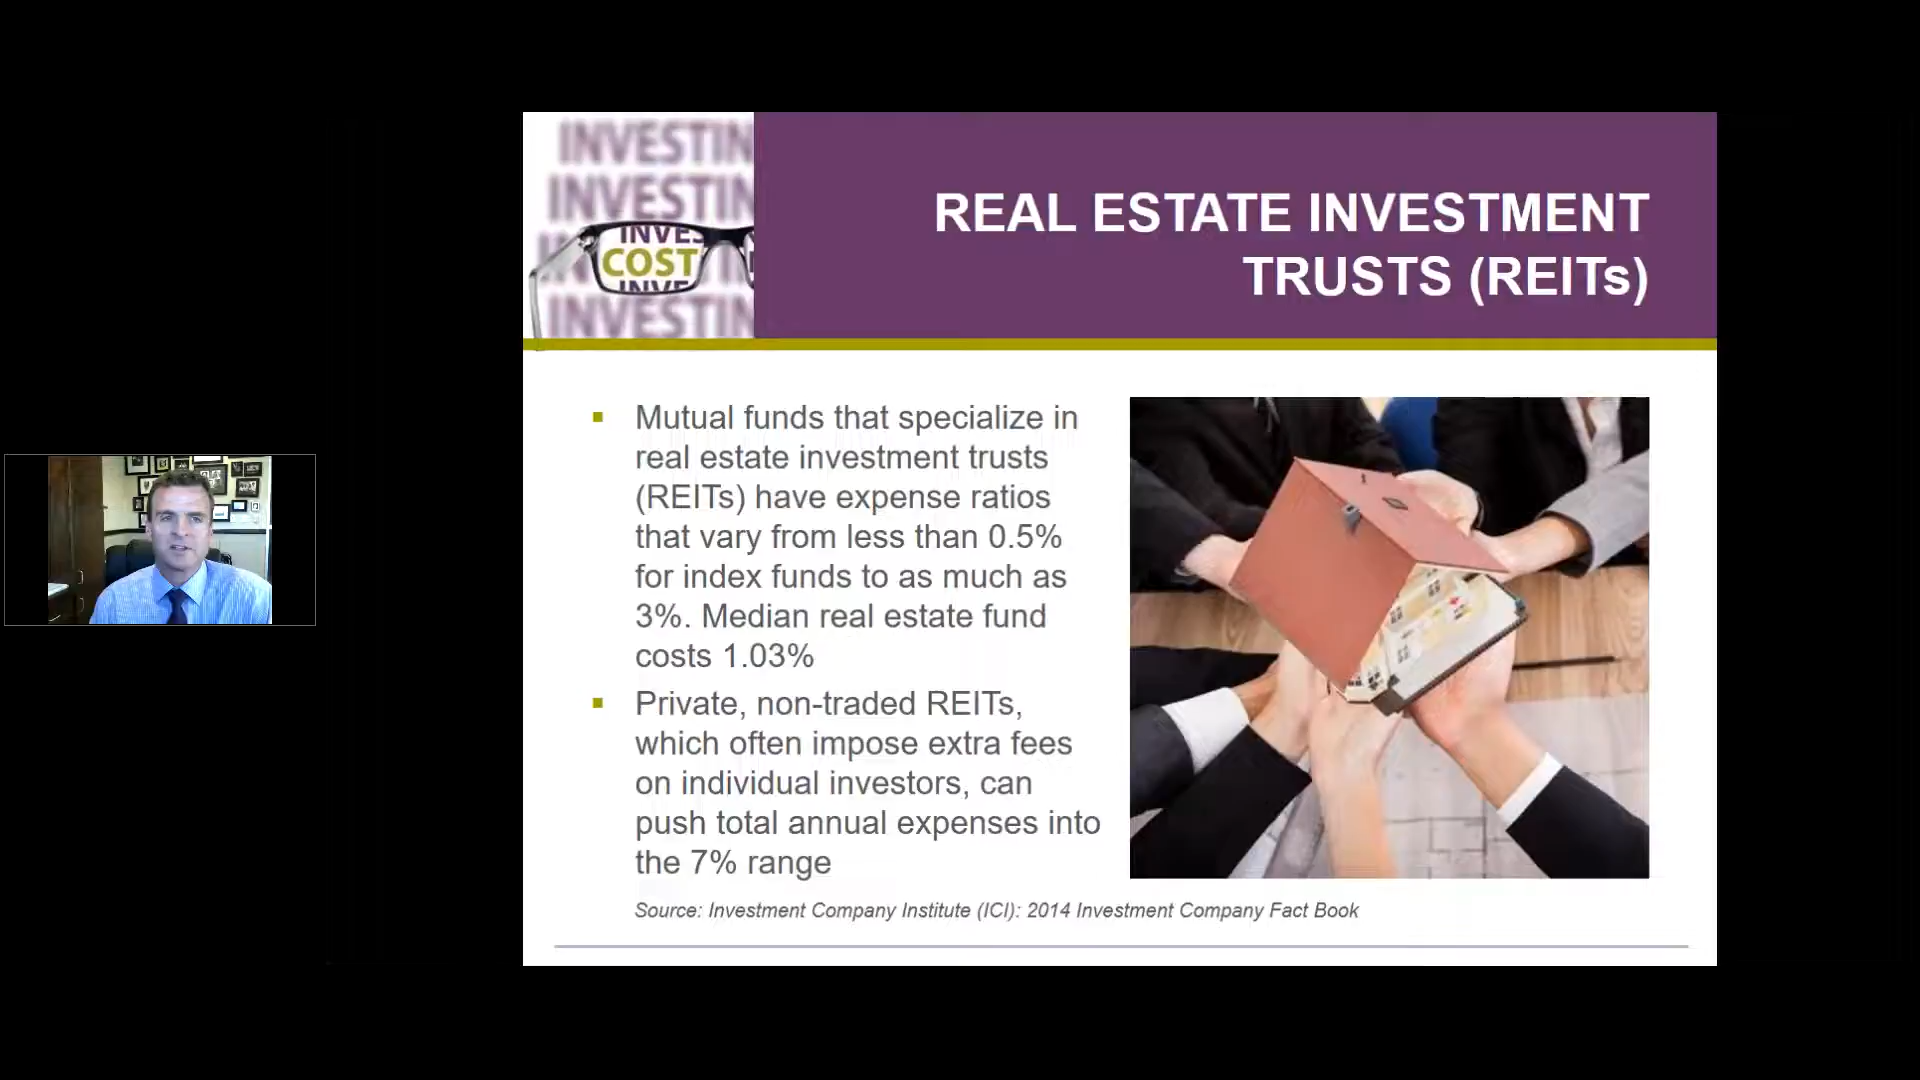 INVESTIN
INVESTIN
INVES
COST
INVE
INVESTIN
REAL ESTATE INVESTMENT
TRUSTS (REITs)
Mutual funds that specialize in
real estate investment trusts
(REITs) have expense ratios
that vary from less than 0.5%
for index funds to as much as
3%. Median real estate fund
costs 1.03%
Private, non-traded REITs,
which often impose extra fees
on individual investors, can
push total annual expenses into
the 7% range
Source: Investment Company Institute (ICI): 2014 Investment Company Fact Book